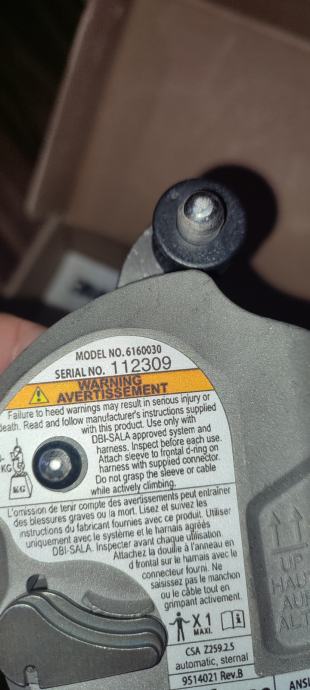 MODEL NO.6160030
SERIAL NO. 112309
WARNING
AVERTISSEMENT
Failure to heed warnings may result in serious injury or
death. Read and follow manufacturer's instructions supplied
with this product. Use only with
DBI-SALA approved system and
harness. Inspect before each use.
Attach sleeve to frontal d-ring on
harness with supplied connector.
Do not grasp the sleeve or cable
while actively climbing.
KG
KG
L'omission de tenir compte des avertissements peut entraîner
des blessures graves ou la mort. Lisez et suivez les
instructions du fabricant fournies avec ce produit. Utiliser
uniquement avec le système et le harnais agréés
DBI-SALA. Inspecter avant chaque utilisation.
Attachez la douille à l'anneau en
d frontal sur le harnais avec le
connecteur fourni. Ne
saisissez pas le manchon
ou le câble tout en
grimpant activement.
X 1
MAXI.
CSA Z259.2.5
automatic, sternal
9514021 Rev.B
ANS